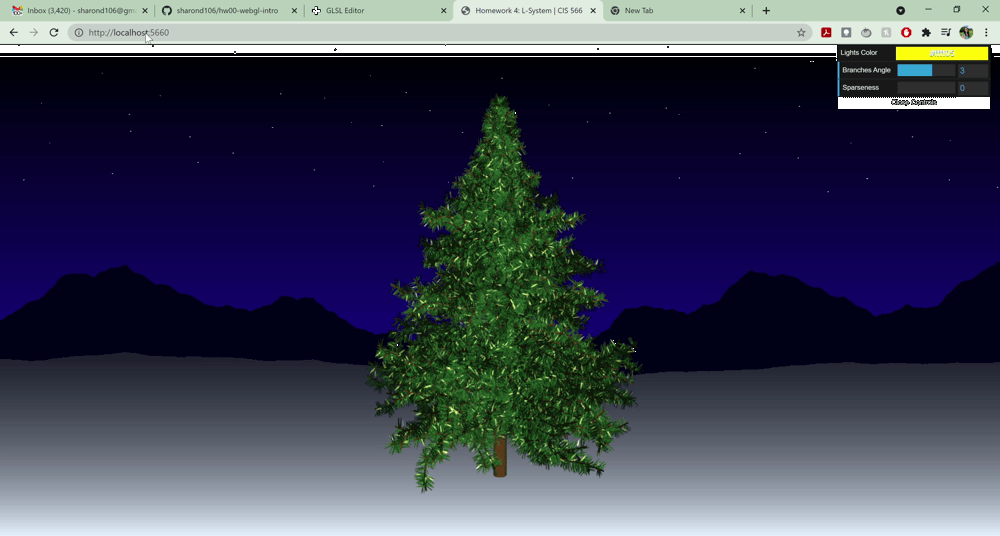 Inbox (3,420) - sharond106@gm
sharond106/hw00-webgl-intro
GLSL Editor
Homework 4: L-System | CIS 566
New Tab
http://localhost:5660
Lights Color
Branches Angle 3
Sparseness 0
Close Controls